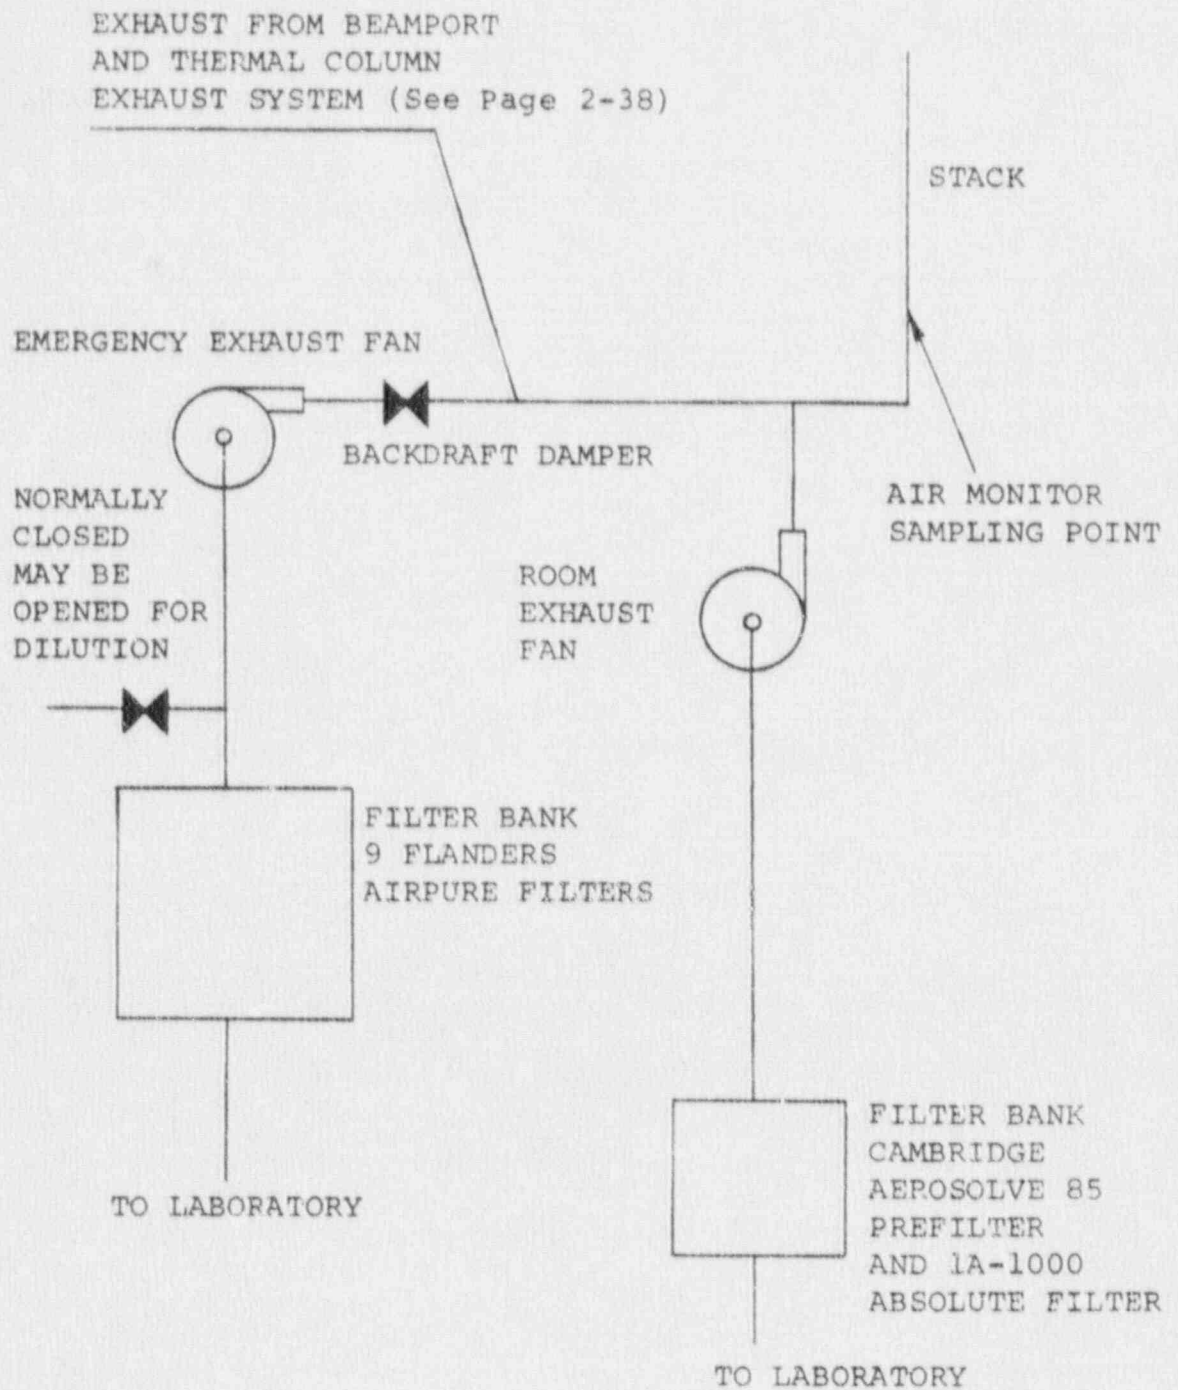 EXHAUST FROM BEAMPORT
AND THERMAL COLUMN
EXHAUST SYSTEM (See Page 2-38)
STACK
EMERGENCY EXHAUST FAN
BACKDRAFT DAMPER
NORMALLY
CLOSED
MAY BE
OPENED FOR
DILUTION
AIR MONITOR
SAMPLING POINT
ROOM
EXHAUST
FAN
FILTER BANK
9 FLANDERS
AIRPURE FILTERS
TO LABORATORY
FILTER BANK
CAMBRIDGE
AEROSOLVE 85
PREFILTER
AND 1A-1000
ABSOLUTE FILTER
TO LABORATORY